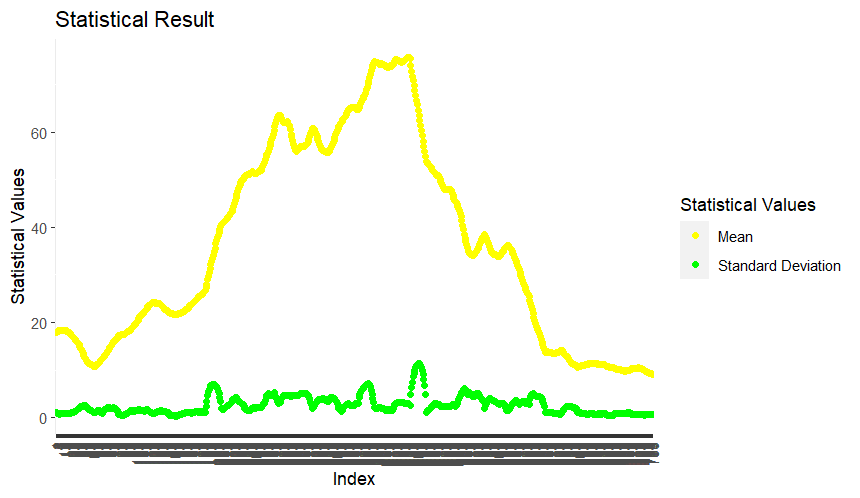 Statistical Result
Statistical Values
60
40
20
0
Index
Statistical Values
Mean
Standard Deviation